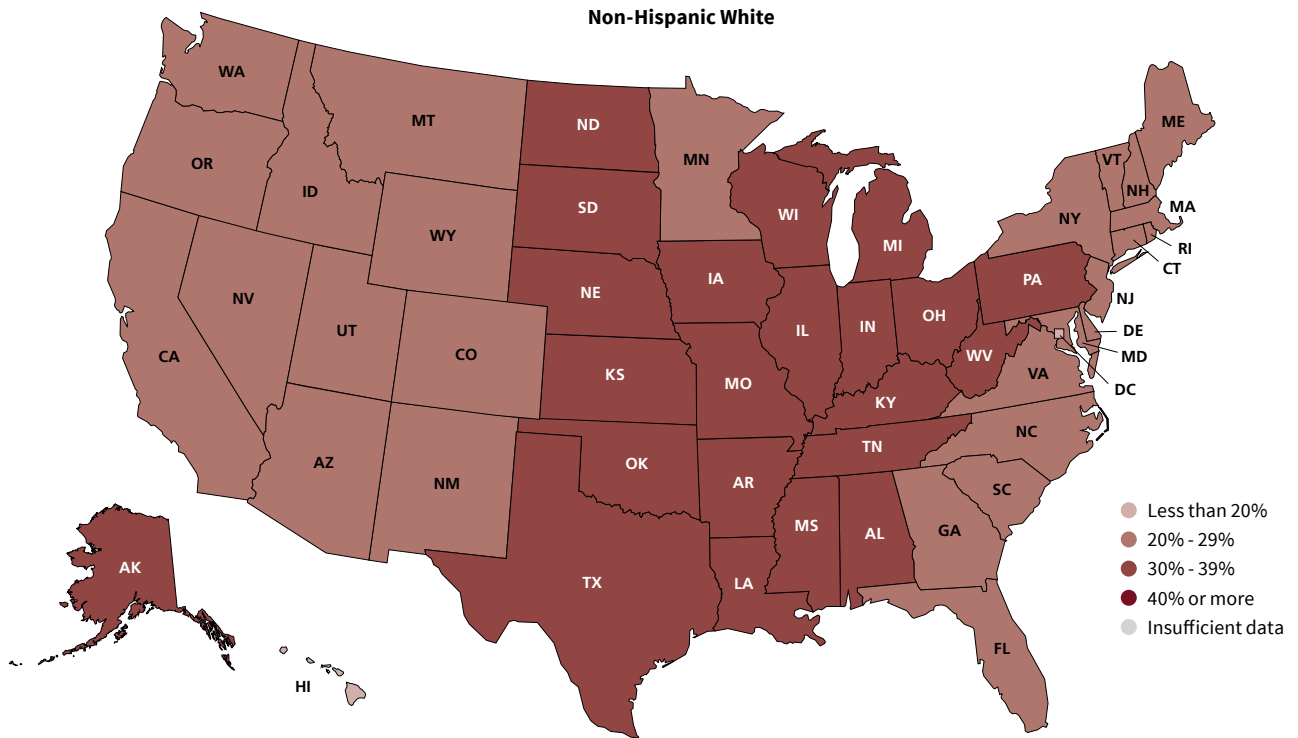 Non-Hispanic White
WA
MT
ND
MN
ME
OR
ID
SD
WI
MI
VT
NH
NY
MA
RI
CT
WY
NE
IA
PA
NJ
NV
UT
CO
CA
KS
MO
IL
IN
OH
WV
DE
MD
VA
DC
KY
AZ
NM
OK
AR
TN
NC
SC
MS
AL
GA
AK
TX
LA
FL
HI
Less than 20%
20% - 29%
30% - 39%
40% or more
Insufficient data